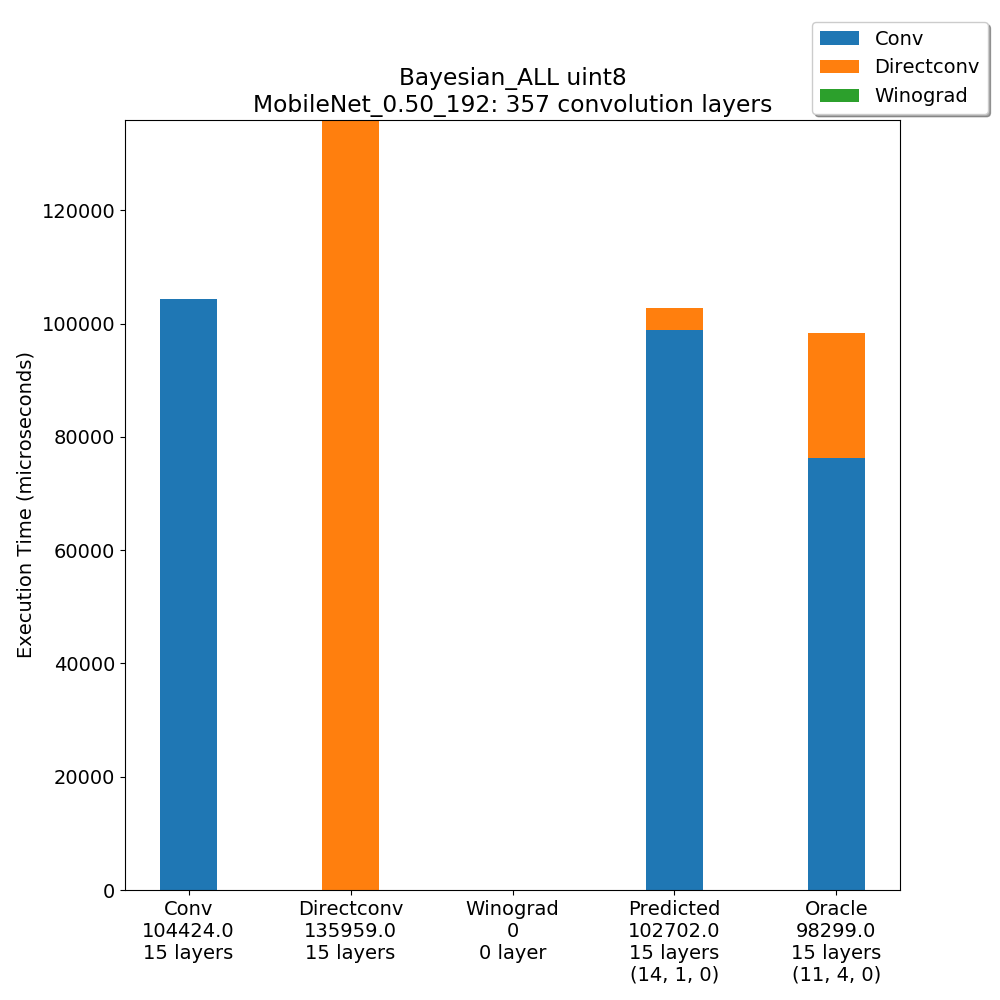 Conv
Directconv
Winograd
Bayesian_ALL uint8
MobileNet_0.50_192: 357 convolution layers
Execution Time (microseconds)
120000
100000
80000
60000
40000
20000
0
Conv
104424.0
15 layers
Directconv
135959.0
15 layers
Winograd
0
0 layer
Predicted
102702.0
15 layers
(14, 1, 0)
Oracle
98299.0
15 layers
(11, 4, 0)